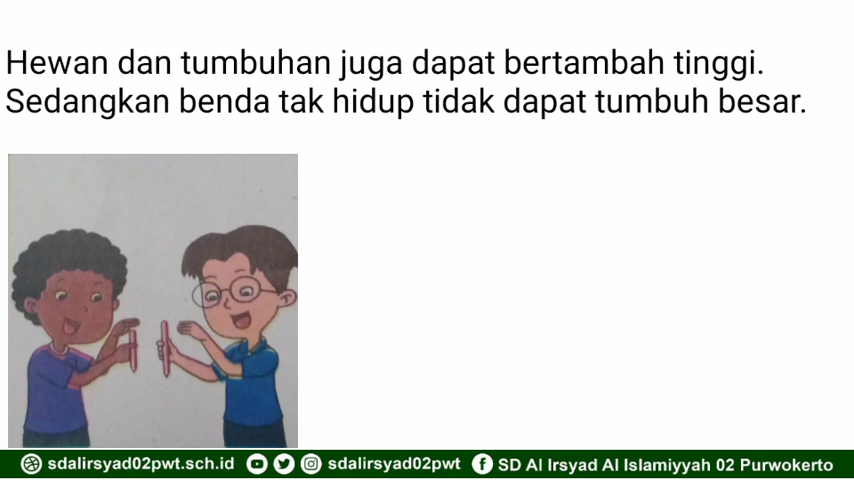 Hewan dan tumbuhan juga dapat bertambah tinggi.
Sedangkan benda tak hidup tidak dapat tumbuh besar.
sdalirsyad02pwt.sch.id sdalirsyad02pwt SD Al Irsyad Al Islamiyyah 02 Purwokerto